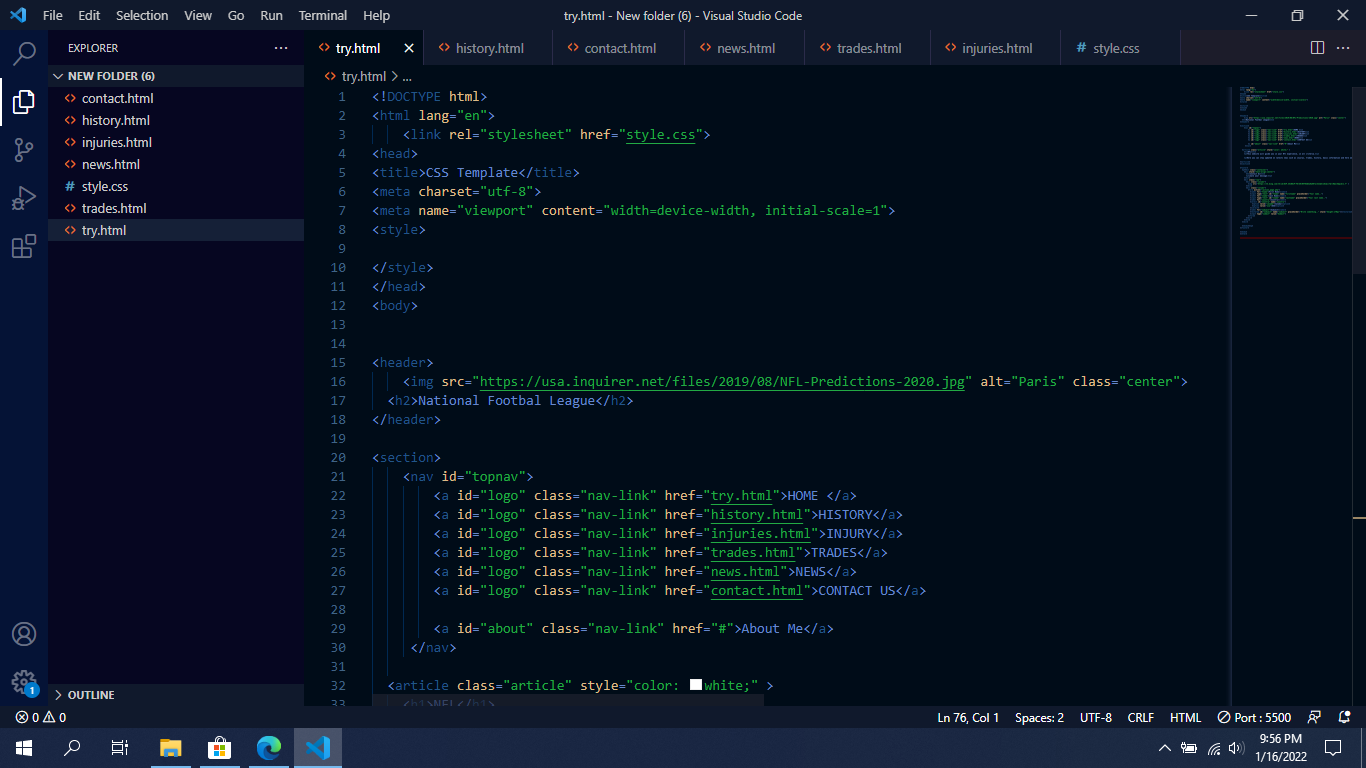 File Edit Selection View Go Run Terminal Help try.html - New folder (6) - Visual Studio Code
EXPLORER ...
try.html history.html contact.html news.html trades.html injuries.html # style.css
NEW FOLDER (6)
contact.html
history.html
injuries.html
news.html
# style.css
trades.html
try.html
OUTLINE
try.html > ...
1 <!DOCTYPE html>
2 <html lang="en">
3 <link rel="stylesheet" href="style.css">
4 <head>
5 <title>CSS Template</title>
6 <meta charset="utf-8">
7 <meta name="viewport" content="width=device-width, initial-scale=1">
8 <style>
9
10 </style>
11 </head>
12 <body>
13
14
15 <header>
16 <img src="https://usa.inquirer.net/files/2019/08/NFL-Predictions-2020.jpg" alt="Paris" class="center">
17 <h2>National Footbal League</h2>
18 </header>
19
20 <section>
21 <nav id="topnav">
22 <a id="logo" class="nav-link" href="try.html">HOME </a>
23 <a id="logo" class="nav-link" href="history.html">HISTORY</a>
24 <a id="logo" class="nav-link" href="injuries.html">INJURY</a>
25 <a id="logo" class="nav-link" href="trades.html">TRADES</a>
26 <a id="logo" class="nav-link" href="news.html">NEWS</a>
27 <a id="logo" class="nav-link" href="contact.html">CONTACT US</a>
28
29 <a id="about" class="nav-link" href="#">About Me</a>
30 </nav>
31
32 <article class="article" style="color: white;" >
33 <h1>NFL</h1>
1
0 0 Ln 76, Col 1 Spaces: 2 UTF-8 CRLF HTML Port : 5500
9:56 PM
1/16/2022